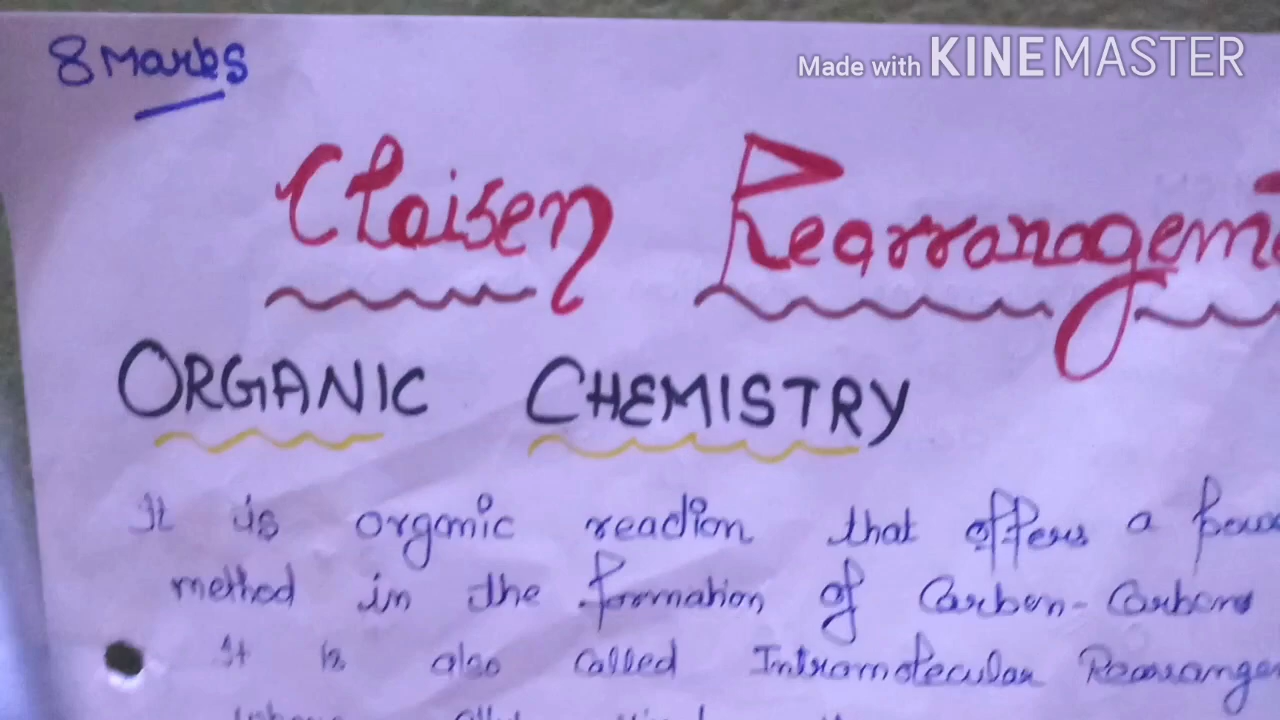 8 Marks
Made with KINEMASTER
Claisen Rearrangem
ORGANIC CHEMISTRY
It is organic reaction that offers a
method in the formation of Carbon-Carbon
It is also called Intramolecular Rearrange